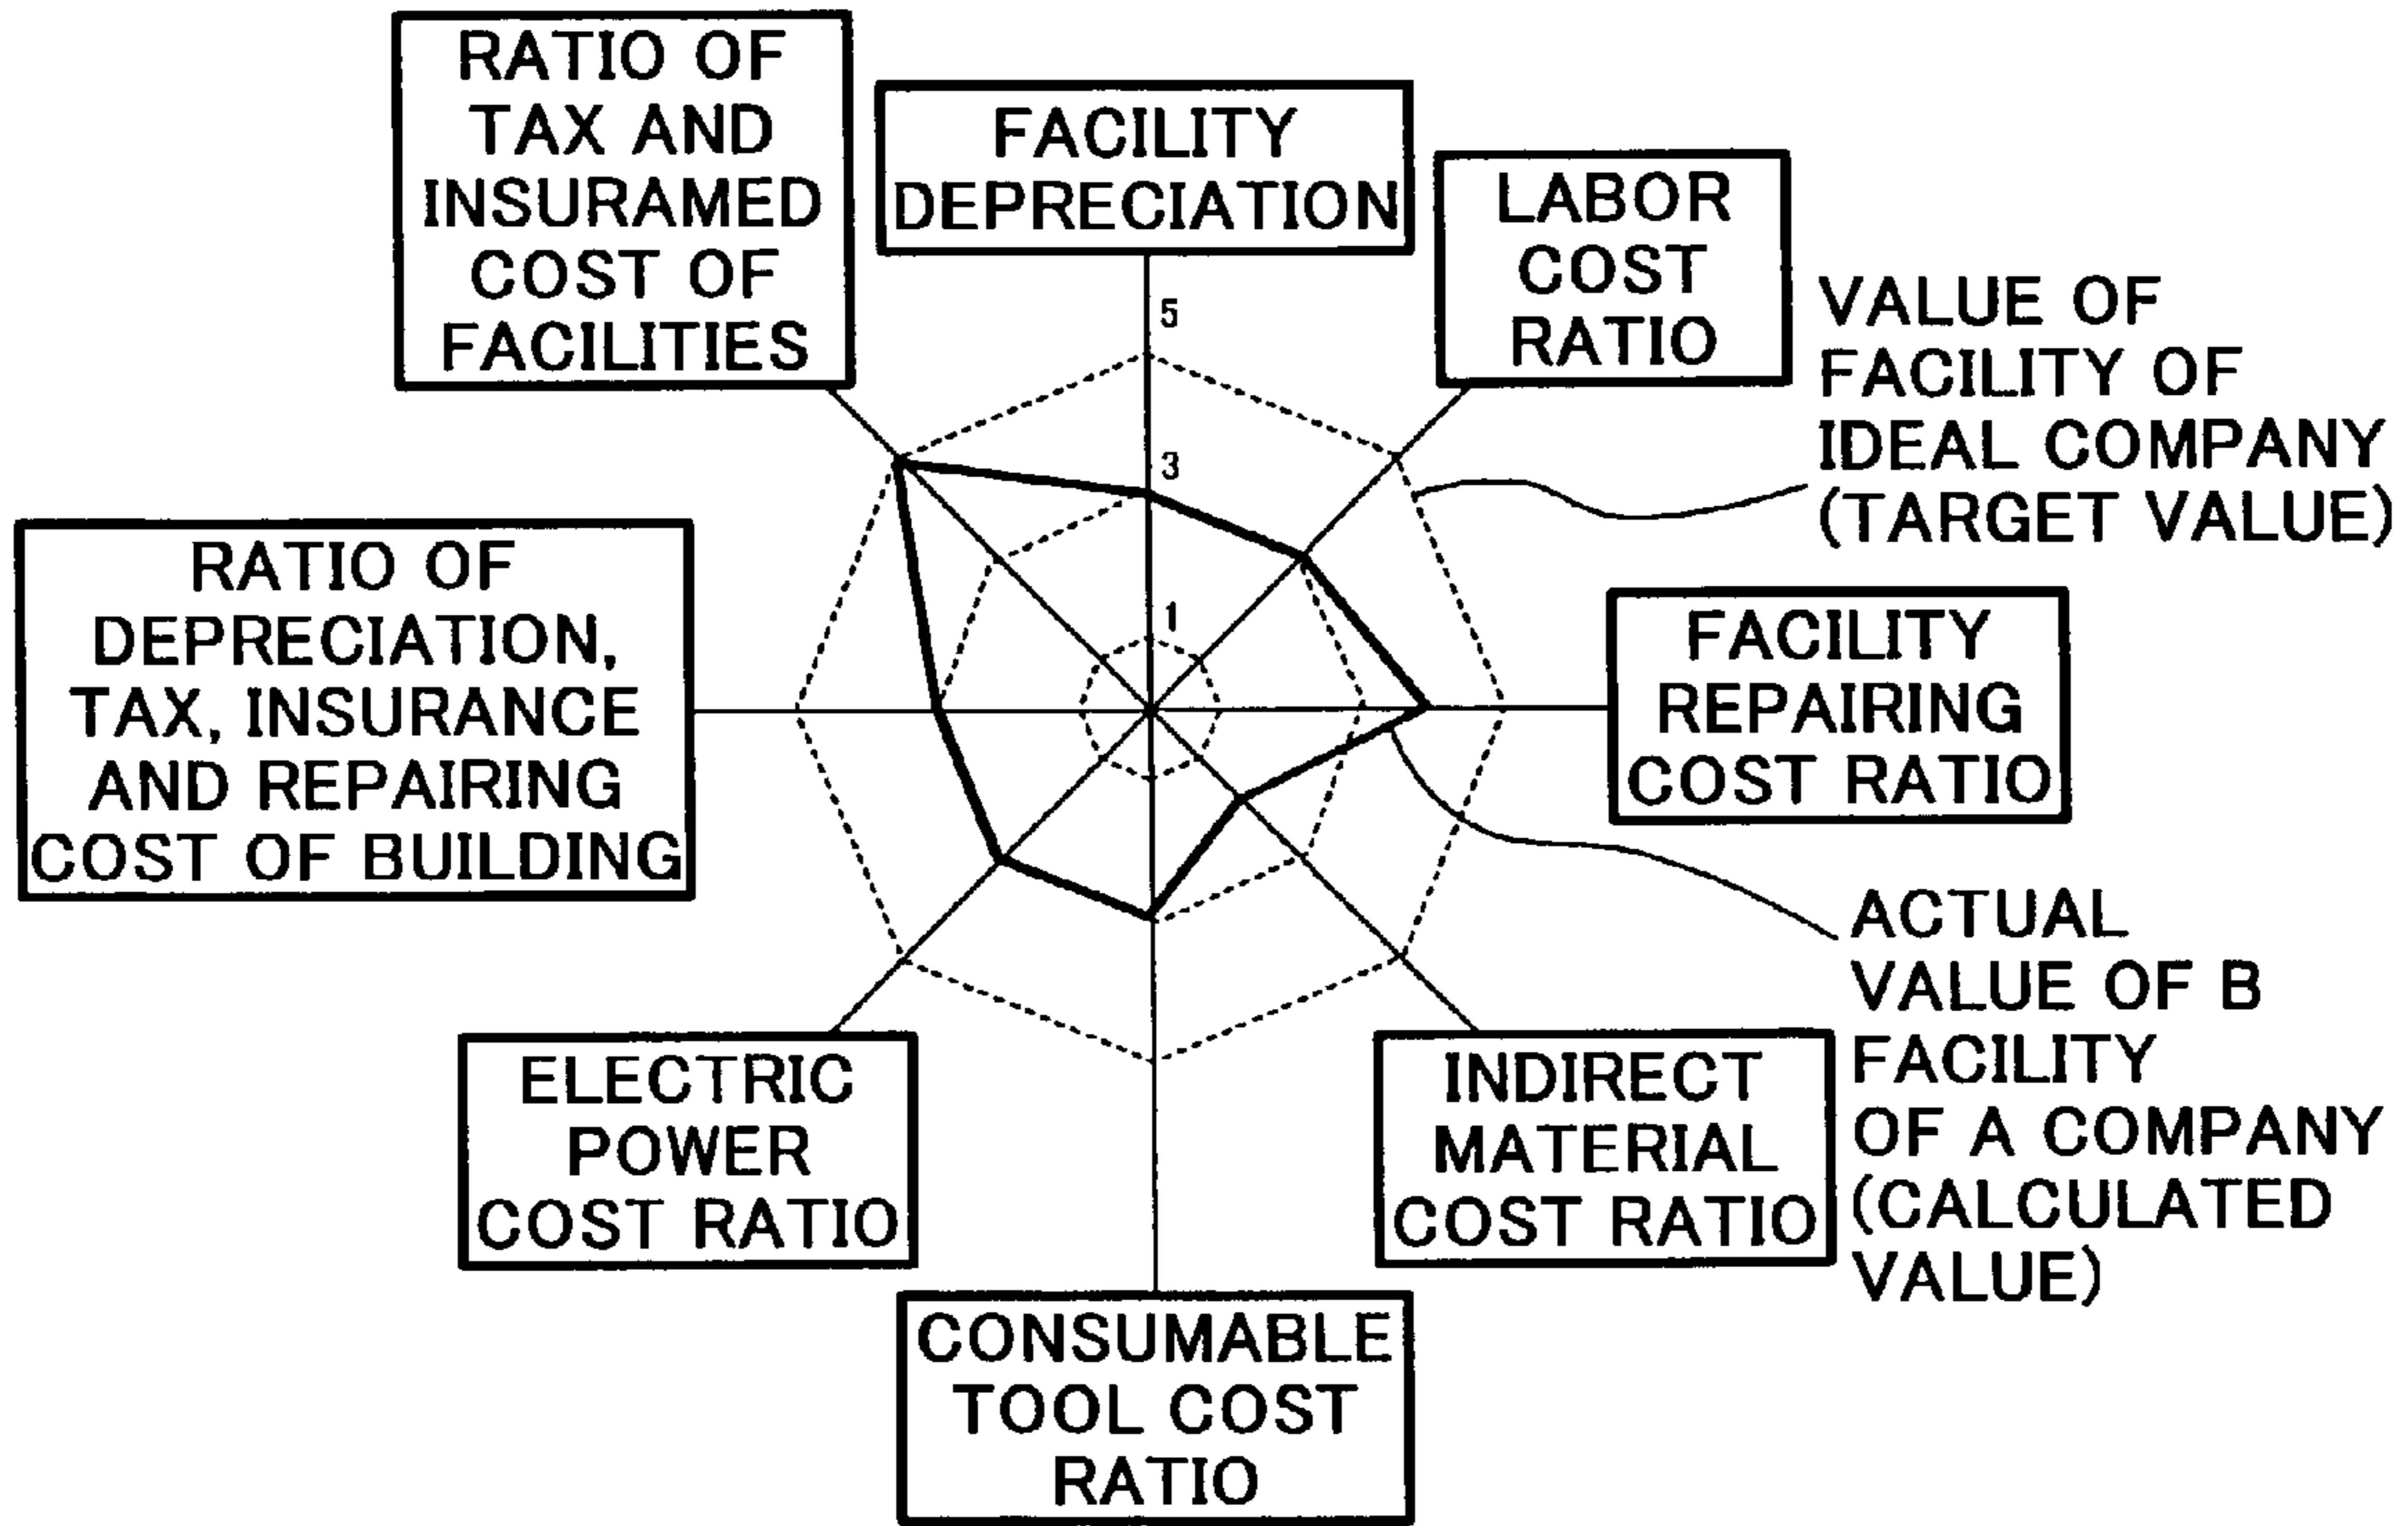 RATIO OF
TAX AND
INSURAMED
COST OF
FACILITIES
FACILITY
DEPRECIATION
LABOR
COST
RATIO
VALUE OF
FACILITY OF
IDEAL COMPANY
(TARGET VALUE)
5
3
1
RATIO OF
DEPRECIATION,
TAX, INSURANCE
AND REPAIRING
COST OF BUILDING
FACILITY
REPAIRING
COST RATIO
ACTUAL
VALUE OF B
FACILITY
OF A COMPANY
(CALCULATED
VALUE)
ELECTRIC
POWER
COST RATIO
INDIRECT
MATERIAL
COST RATIO
CONSUMABLE
TOOL COST
RATIO